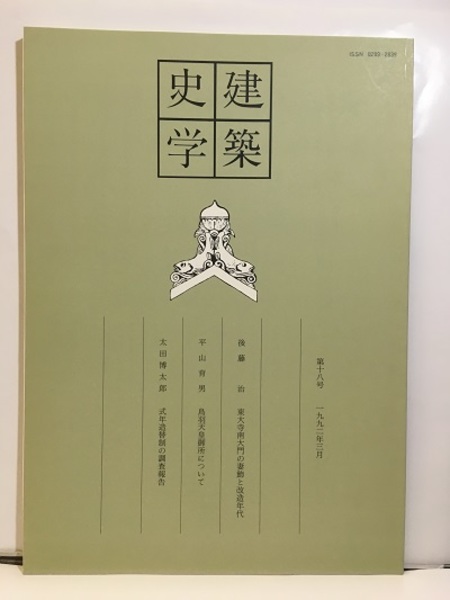 ISSN 0289-2839
建築
史学
第十八号 一九九二年三月
後藤 治 東大寺南大門の妻飾と改造年代
平山育男 鳥羽天皇御所について
太田博太郎 式年造替制の調査報告